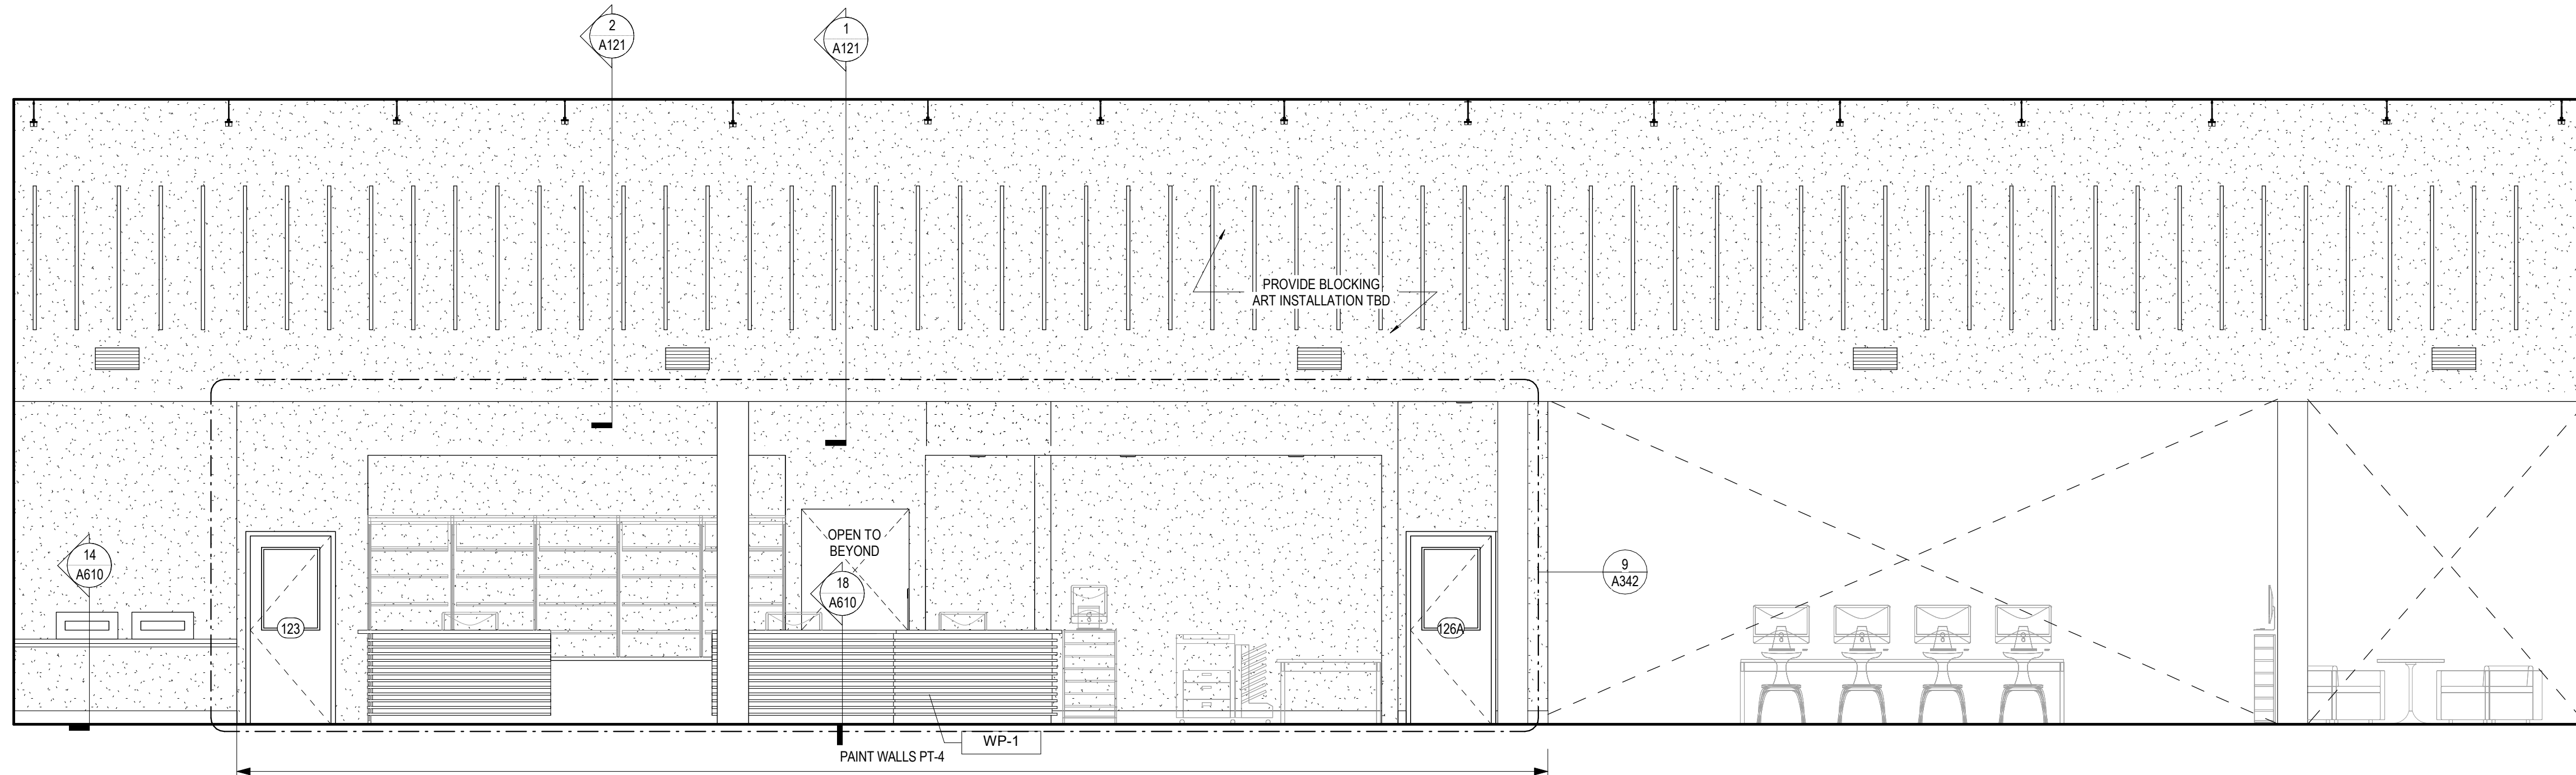 2
A121
1
A121
PROVIDE BLOCKING
ART INSTALLATION TBD
OPEN TO
BEYOND
14
A610
18
A610
9
A342
123
126A
WP-1
PAINT WALLS PT-4